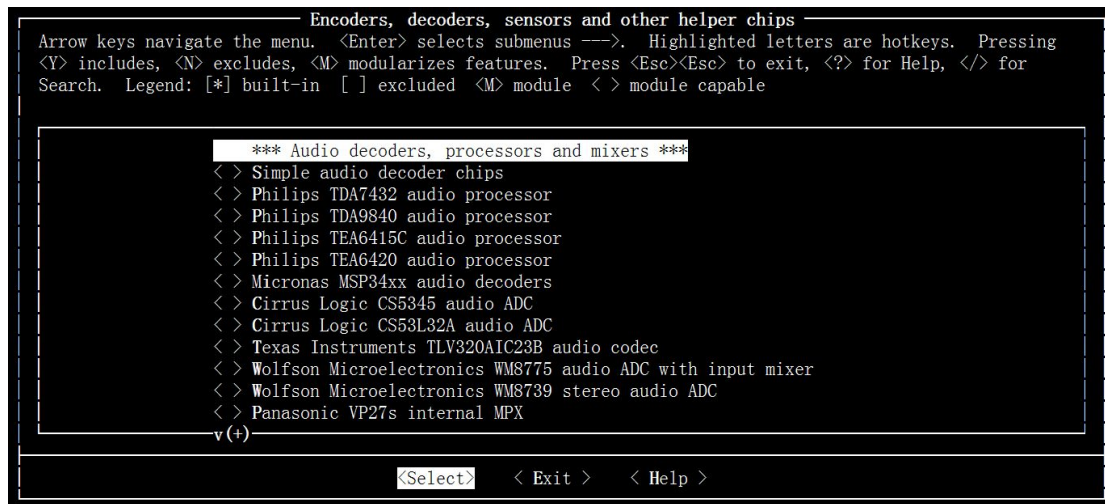 Encoders, decoders, sensors and other helper chips
Arrow keys navigate the menu.  <Enter> selects submenus --->.  Highlighted letters are hotkeys.  Pressing
<Y> includes, <N> excludes, <M> modularizes features.  Press <Esc><Esc> to exit, <?> for Help, </> for
Search.  Legend: [*] built-in  [ ] excluded  <M> module  < > module capable
*** Audio decoders, processors and mixers ***
< > Simple audio decoder chips
< > Philips TDA7432 audio processor
< > Philips TDA9840 audio processor
< > Philips TEA6415C audio processor
< > Philips TEA6420 audio processor
< > Micronas MSP34xx audio decoders
< > Cirrus Logic CS5345 audio ADC
< > Cirrus Logic CS53L32A audio ADC
< > Texas Instruments TLV320AIC23B audio codec
< > Wolfson Microelectronics WM8775 audio ADC with input mixer
< > Wolfson Microelectronics WM8739 stereo audio ADC
< > Panasonic VP27s internal MPX
v(+)
<Select>    < Exit >    < Help >